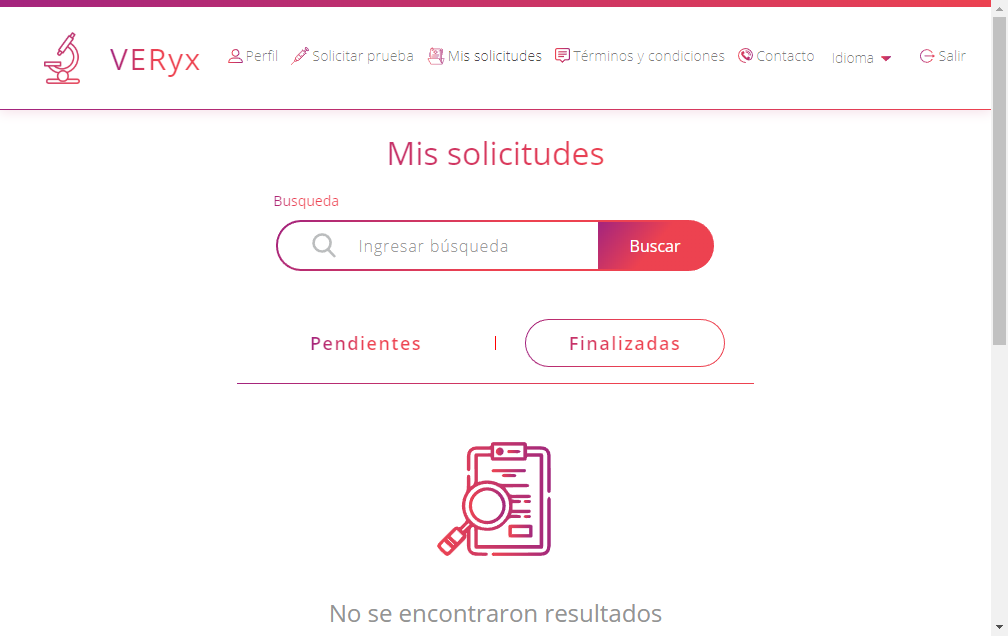 VERyx
Perfil
Solicitar prueba
Mis solicitudes
Términos y condiciones
Contacto
Idioma
Salir
Mis solicitudes
Busqueda
Ingresar búsqueda
Buscar
Pendientes
Finalizadas
No se encontraron resultados